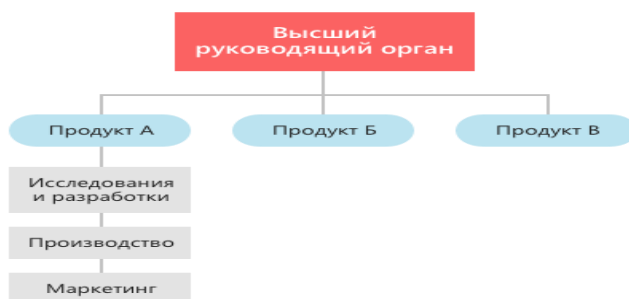 Высший
руководящий орган
Продукт А
Продукт Б
Продукт В
Исследования
и разработки
Производство
Маркетинг